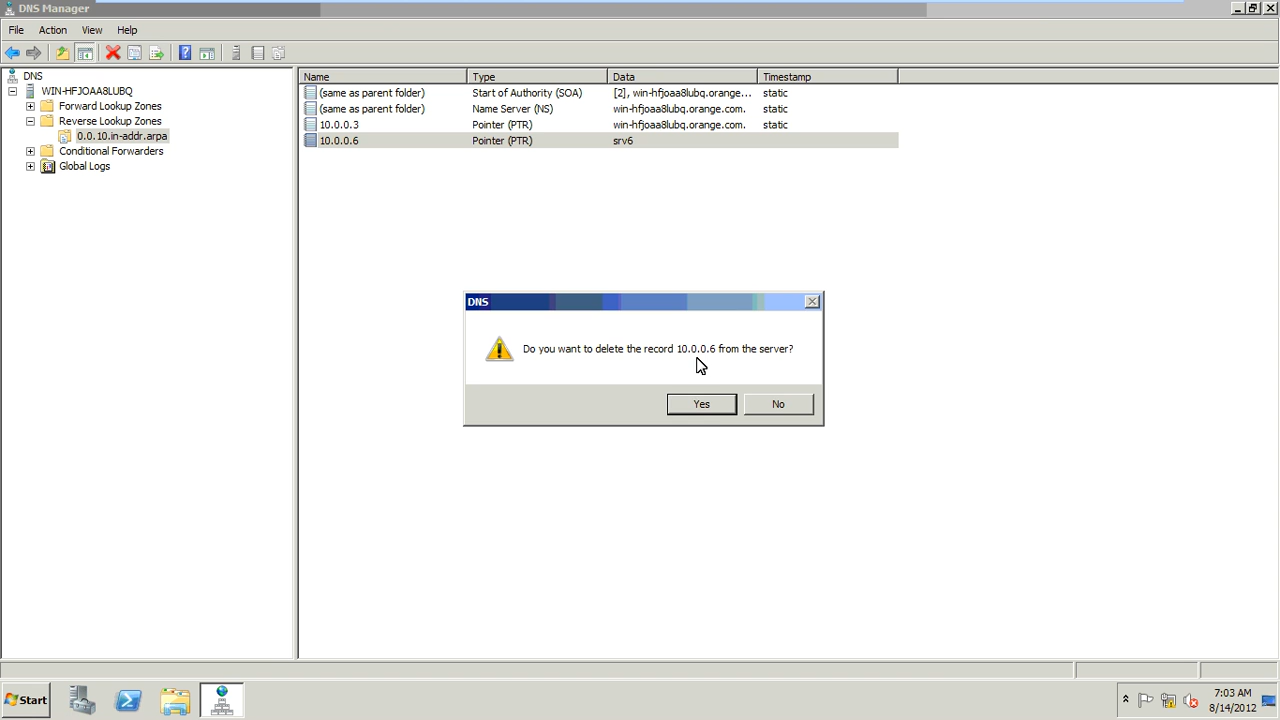 DNS Manager
File Action View Help
DNS
WIN-HFJOAA8LUBQ
Forward Lookup Zones
Reverse Lookup Zones
0.0.10.in-addr.arpa
Conditional Forwarders
Global Logs
Name Type Data Timestamp
(same as parent folder) Start of Authority (SOA) [2], win-hfjoaa8lubq.orange... static
(same as parent folder) Name Server (NS) win-hfjoaa8lubq.orange.com. static
10.0.0.3 Pointer (PTR) win-hfjoaa8lubq.orange.com. static
10.0.0.6 Pointer (PTR) srv6
DNS
Do you want to delete the record 10.0.0.6 from the server?
Yes No
Start
7:03 AM
8/14/2012